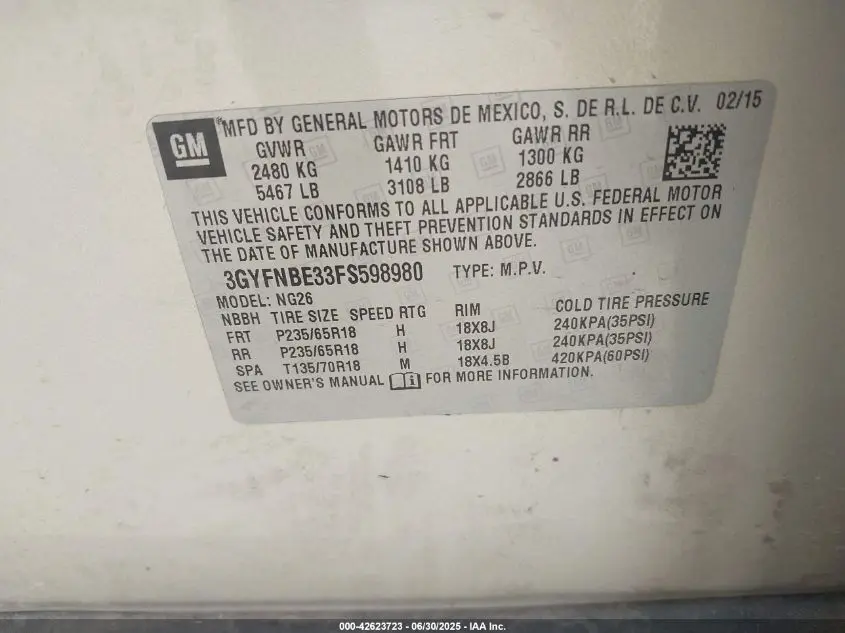 GM
MFD BY GENERAL MOTORS DE MEXICO, S. DE R.L. DE C.V. 02/15
GVWR GAWR FRT GAWR RR
2480 KG 1410 KG 1300 KG
5467 LB 3108 LB 2866 LB
THIS VEHICLE CONFORMS TO ALL APPLICABLE U.S. FEDERAL MOTOR
VEHICLE SAFETY AND THEFT PREVENTION STANDARDS IN EFFECT ON
THE DATE OF MANUFACTURE SHOWN ABOVE.
3GYFNBE33FS598980 TYPE: M.P.V.
MODEL: NG26
NBBH TIRE SIZE SPEED RTG RIM COLD TIRE PRESSURE
FRT P235/65R18 H 18X8J 240KPA(35PSI)
RR P235/65R18 H 18X8J 240KPA(35PSI)
SPA T135/70R18 M 18X4.5B 420KPA(60PSI)
SEE OWNER'S MANUAL FOR MORE INFORMATION.
000-42623723 - 06/30/2025 - IAA Inc.